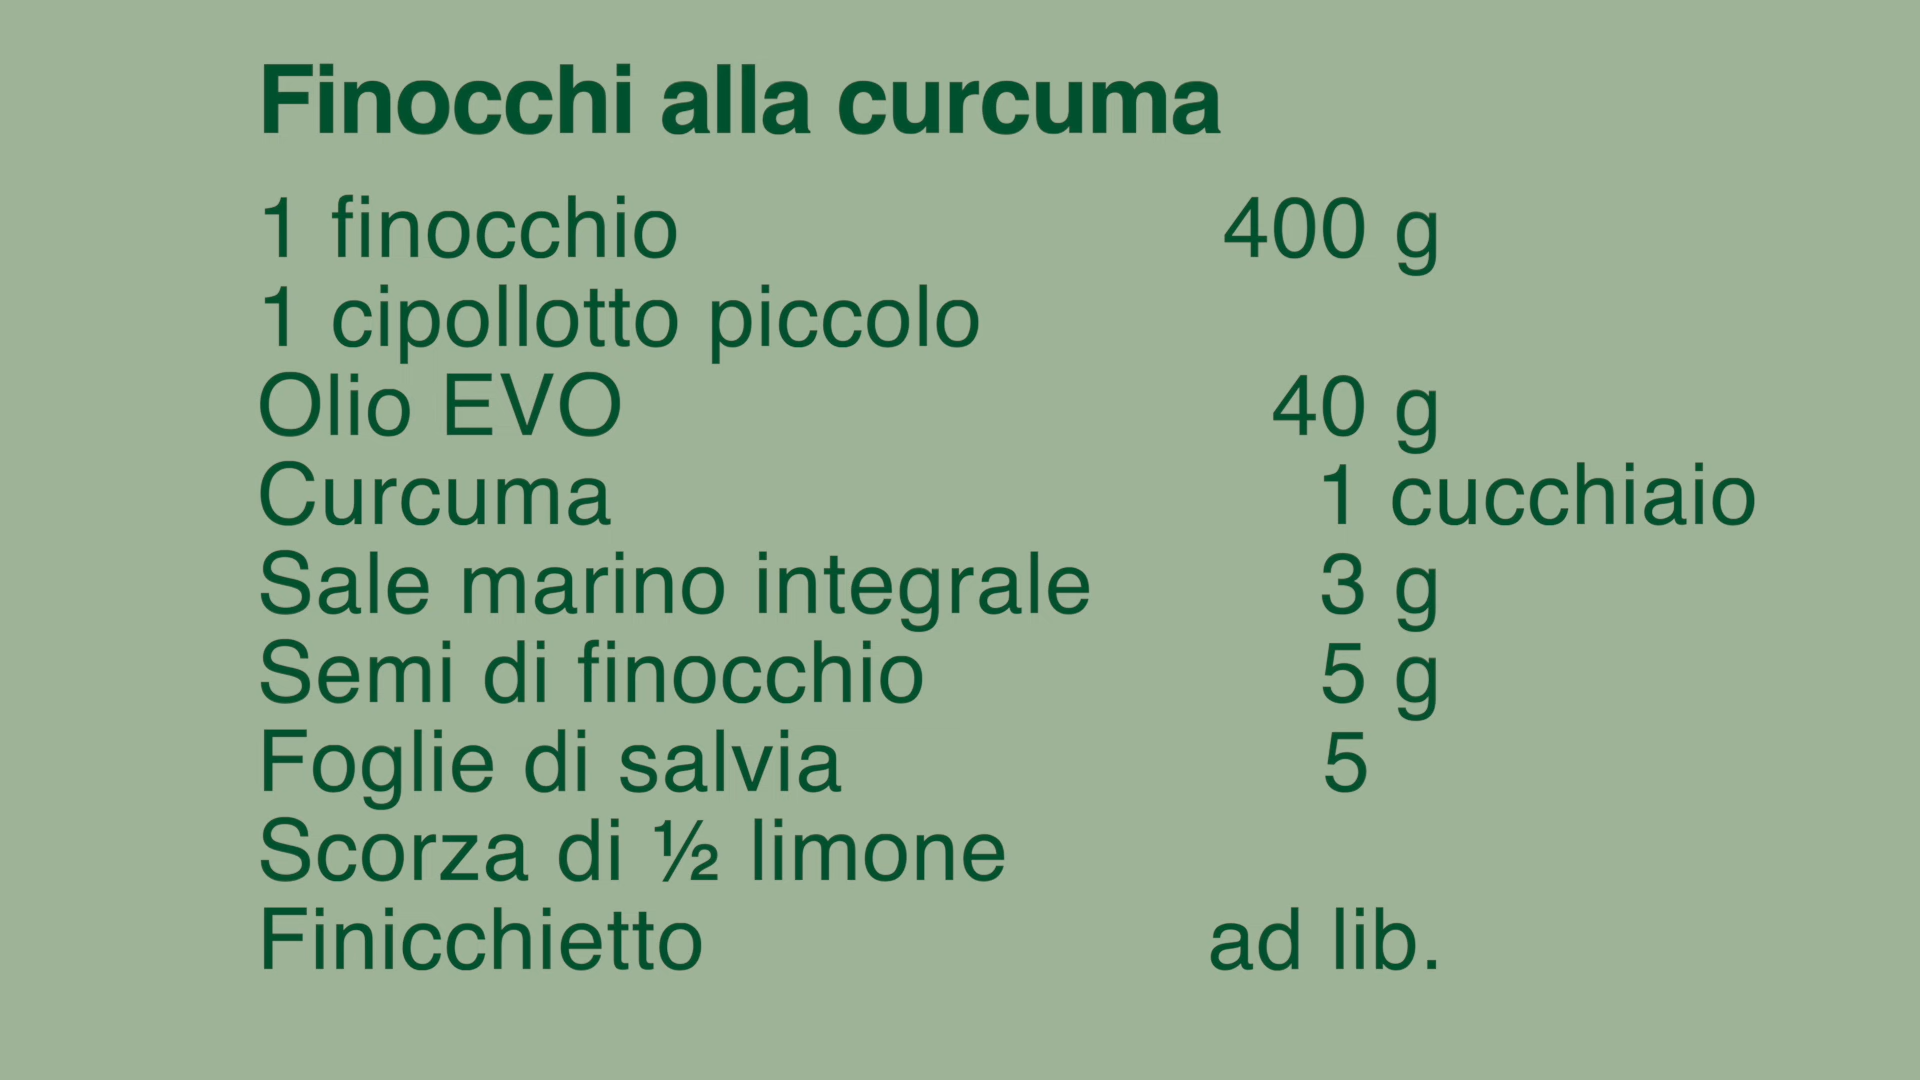 Finocchi alla curcuma
1 finocchio 400 g
1 cipollotto piccolo
Olio EVO 40 g
Curcuma 1 cucchiaio
Sale marino integrale 3 g
Semi di finocchio 5 g
Foglie di salvia 5
Scorza di ½ limone
Finicchietto ad lib.